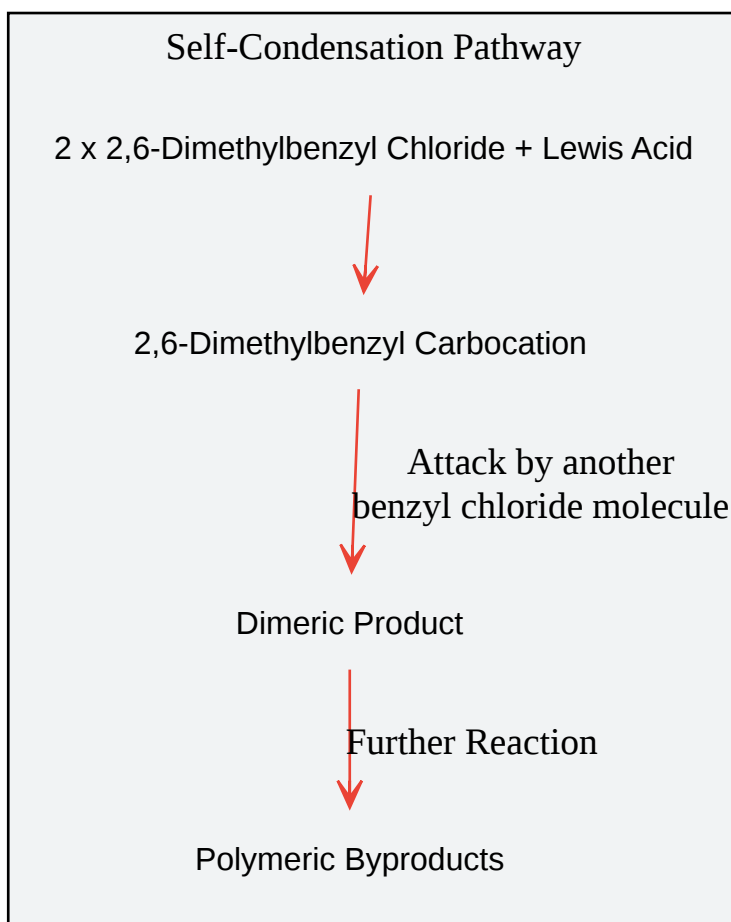 Self-Condensation Pathway
2 x 2,6-Dimethylbenzyl Chloride + Lewis Acid
2,6-Dimethylbenzyl Carbocation
Attack by another
benzyl chloride molecule
Dimeric Product
Further Reaction
Polymeric Byproducts